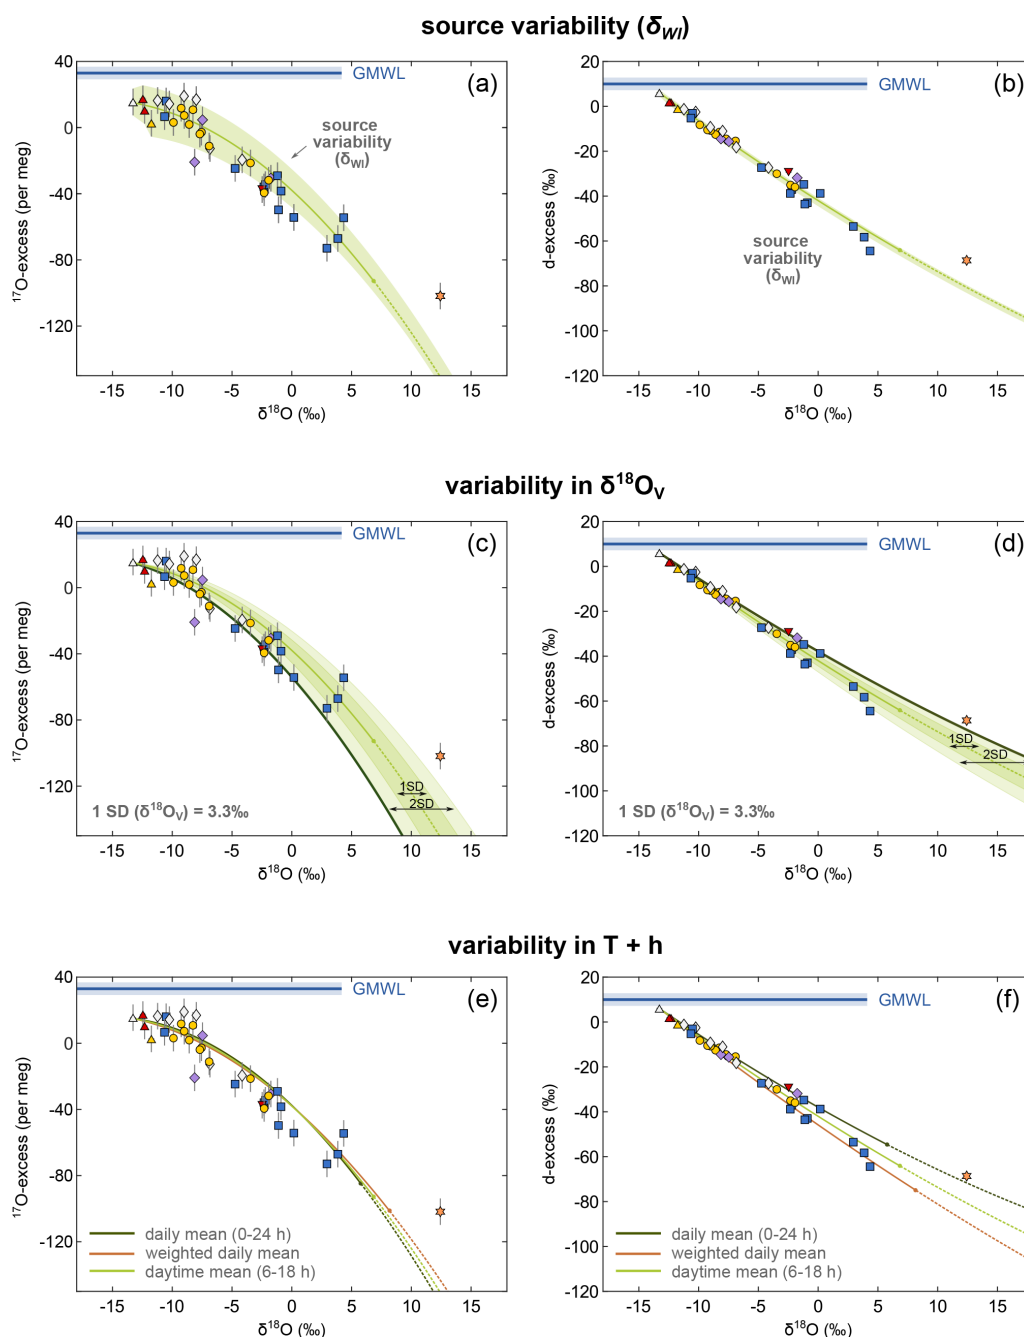 source variability (δWI)
40
0
-40
-80
-120
17O-excess (per meg)
GMWL
(a)
source
variability
(δWI)
-15 -10 -5 0 5 10 15
δ18O (‰)
20
0
-20
-40
-60
-80
-100
-120
d-excess (‰)
GMWL
(b)
source
variability
(δWI)
-15 -10 -5 0 5 10 15
δ18O (‰)
variability in δ18OV
40
0
-40
-80
-120
17O-excess (per meg)
GMWL
(c)
1SD
2SD
1 SD (δ18OV) = 3.3‰
-15 -10 -5 0 5 10 15
δ18O (‰)
20
0
-20
-40
-60
-80
-100
-120
d-excess (‰)
GMWL
(d)
1SD
2SD
1 SD (δ18OV) = 3.3‰
-15 -10 -5 0 5 10 15
δ18O (‰)
variability in T + h
40
0
-40
-80
-120
17O-excess (per meg)
GMWL
(e)
daily mean (0-24 h)
weighted daily mean
daytime mean (6-18 h)
-15 -10 -5 0 5 10 15
δ18O (‰)
20
0
-20
-40
-60
-80
-100
-120
d-excess (‰)
GMWL
(f)
daily mean (0-24 h)
weighted daily mean
daytime mean (6-18 h)
-15 -10 -5 0 5 10 15
δ18O (‰)